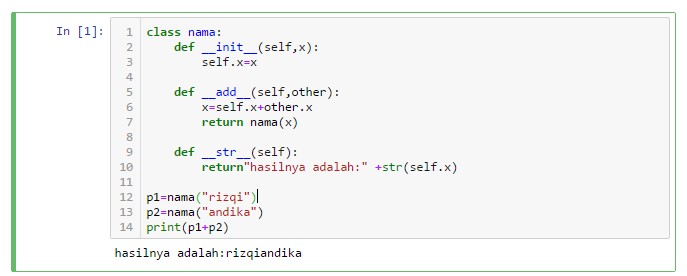 In [1]:
1 class nama:
2     def __init__(self,x):
3         self.x=x
4
5     def __add__(self,other):
6         x=self.x+other.x
7         return nama(x)
8
9     def __str__(self):
10         return"hasilnya adalah:" +str(self.x)
11
12 p1=nama("rizqi")
13 p2=nama("andika")
14 print(p1+p2)
hasilnya adalah:rizqiandika